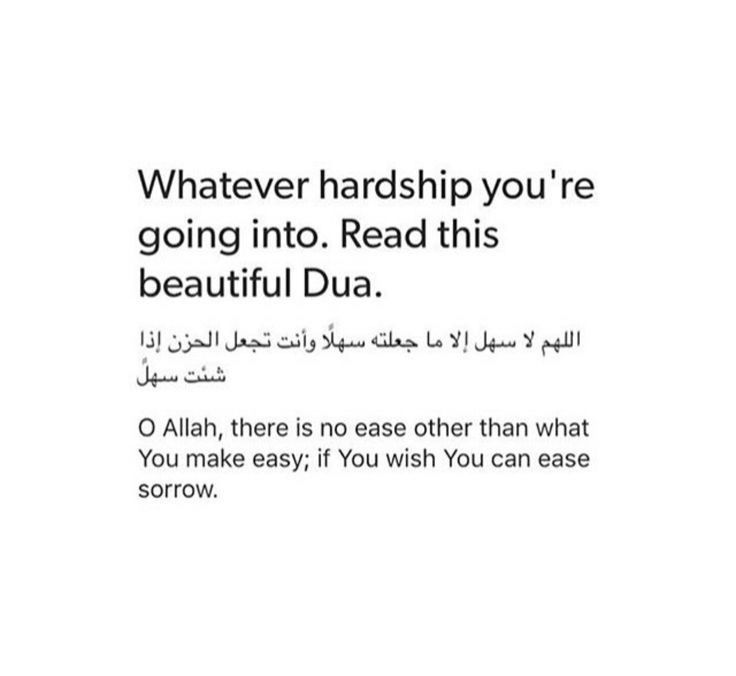 Whatever hardship you're
going into. Read this
beautiful Dua.
اللهم لا سهل إلا ما جعلته سهلًا وأنت تجعل الحزن إذا
شئت سهلً
O Allah, there is no ease other than what
You make easy; if You wish You can ease
sorrow.